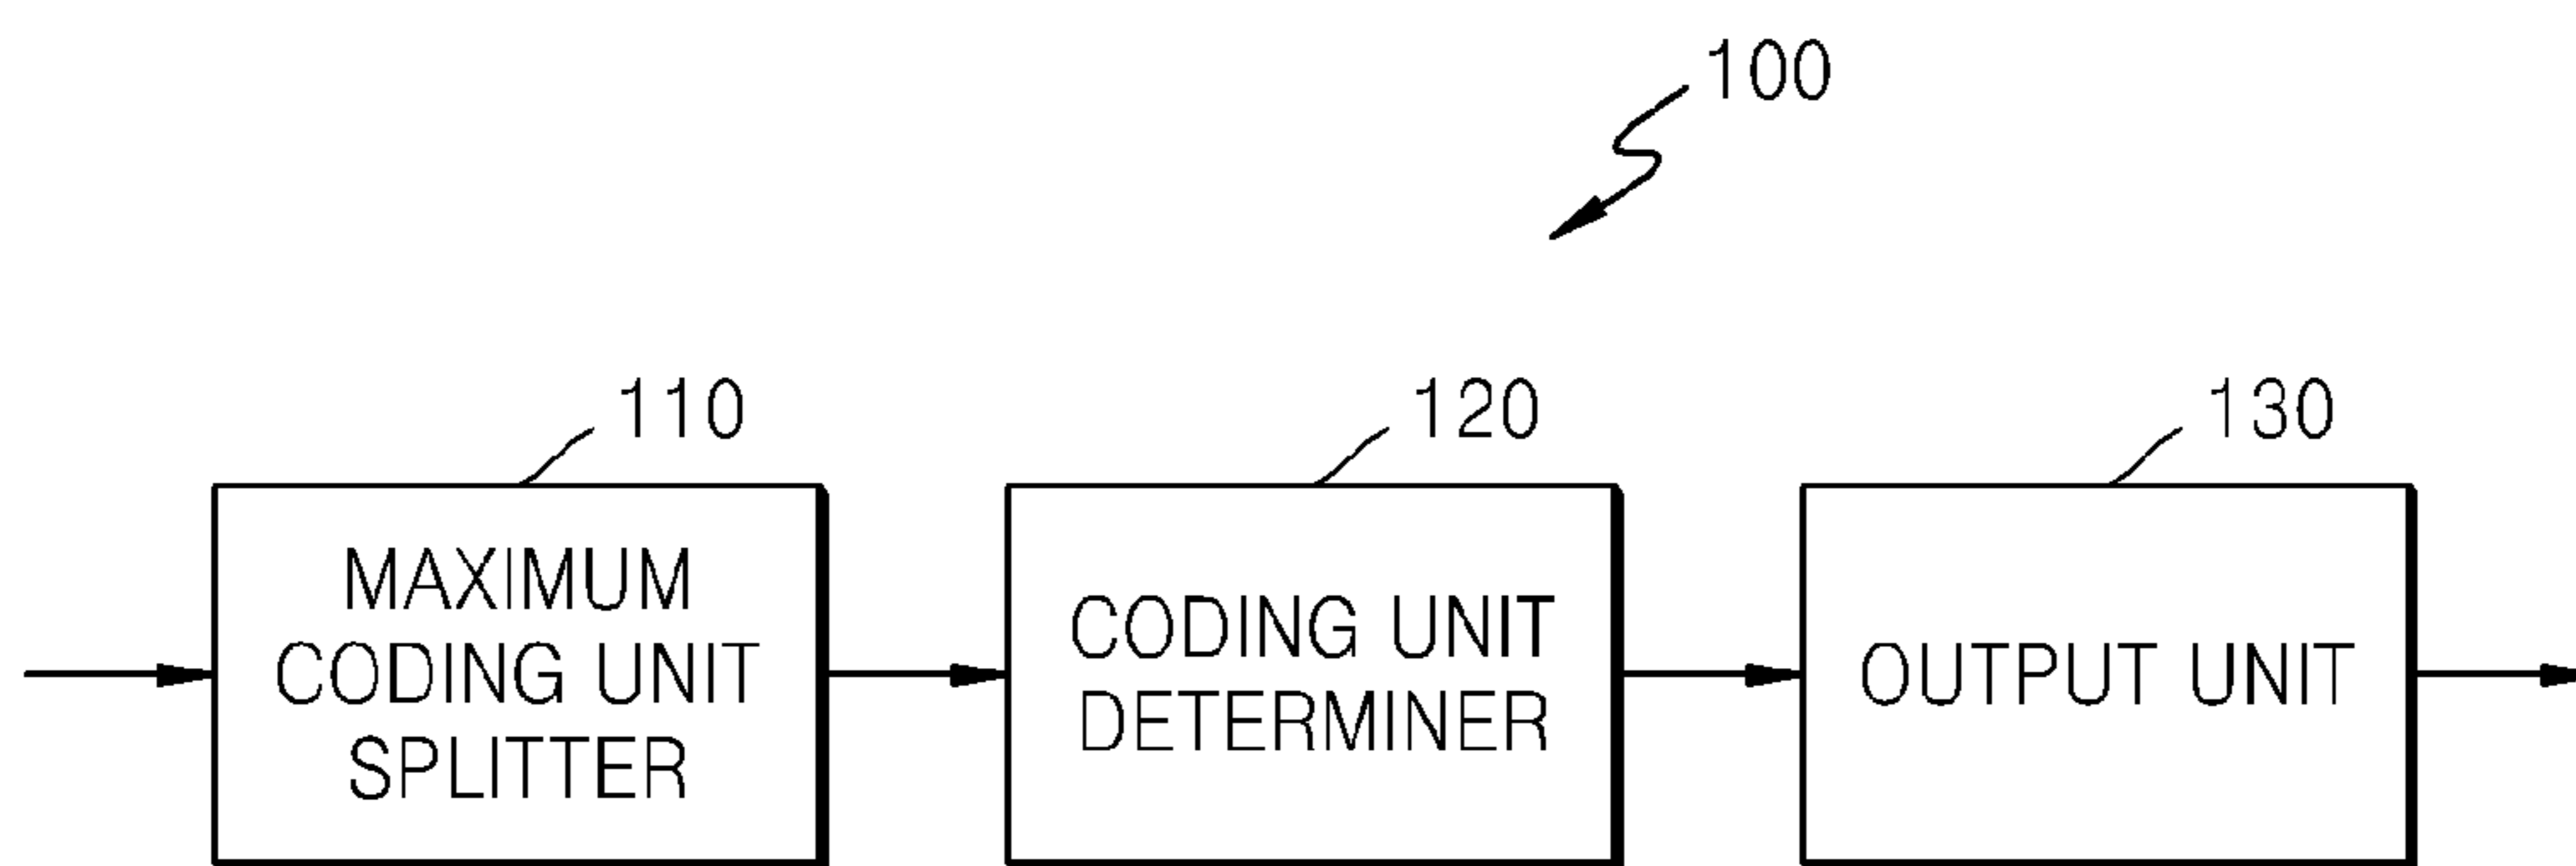 100
110
120
130
MAXIMUM
CODING UNIT
SPLITTER
CODING UNIT
DETERMINER
OUTPUT UNIT